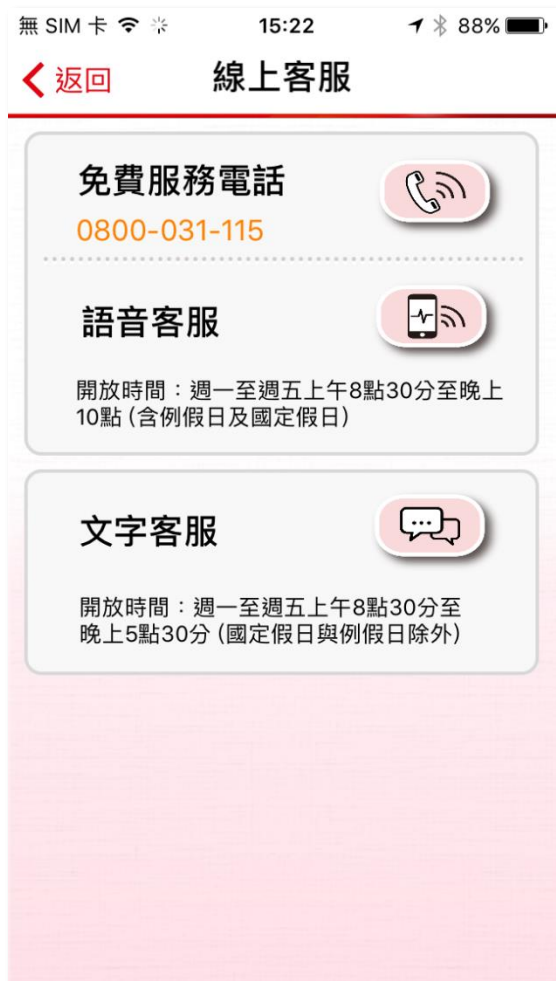 無 SIM 卡 15:22 88%
返回 線上客服
免費服務電話
0800-031-115
語音客服
開放時間：週一至週五上午8點30分至晚上
10點 (含例假日及國定假日)
文字客服
開放時間：週一至週五上午8點30分至
晚上5點30分 (國定假日與例假日除外)